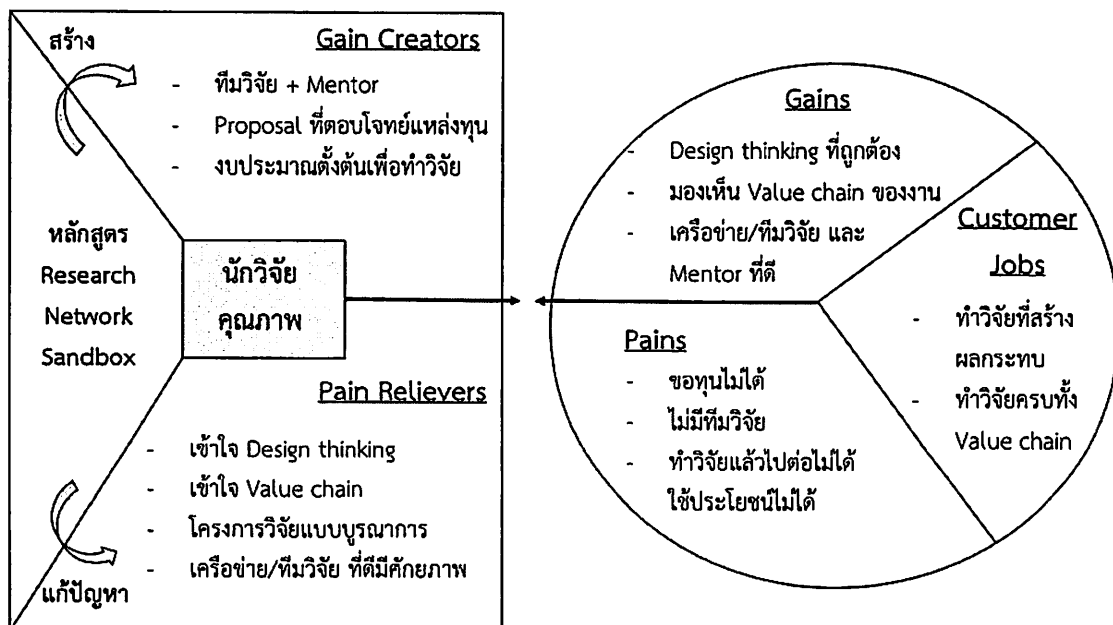 สร้าง
Gain Creators
- ทีมวิจัย + Mentor
- Proposal ที่ตอบโจทย์แหล่งทุน
- งบประมาณตั้งต้นเพื่อทำวิจัย
หลักสูตร
Research
Network
Sandbox
นักวิจัย
คุณภาพ
Pain Relievers
- เข้าใจ Design thinking
- เข้าใจ Value chain
- โครงการวิจัยแบบบูรณาการ
- เครือข่าย/ทีมวิจัย ที่ดีมีศักยภาพ
แก้ปัญหา
Gains
- Design thinking ที่ถูกต้อง
- มองเห็น Value chain ของงาน
- เครือข่าย/ทีมวิจัย และ
Mentor ที่ดี
Customer
Jobs
- ทำวิจัยที่สร้าง
ผลกระทบ
- ทำวิจัยครบทั้ง
Value chain
Pains
- ขอทุนไม่ได้
- ไม่มีทีมวิจัย
- ทำวิจัยแล้วไปต่อไม่ได้
ใช้ประโยชน์ไม่ได้